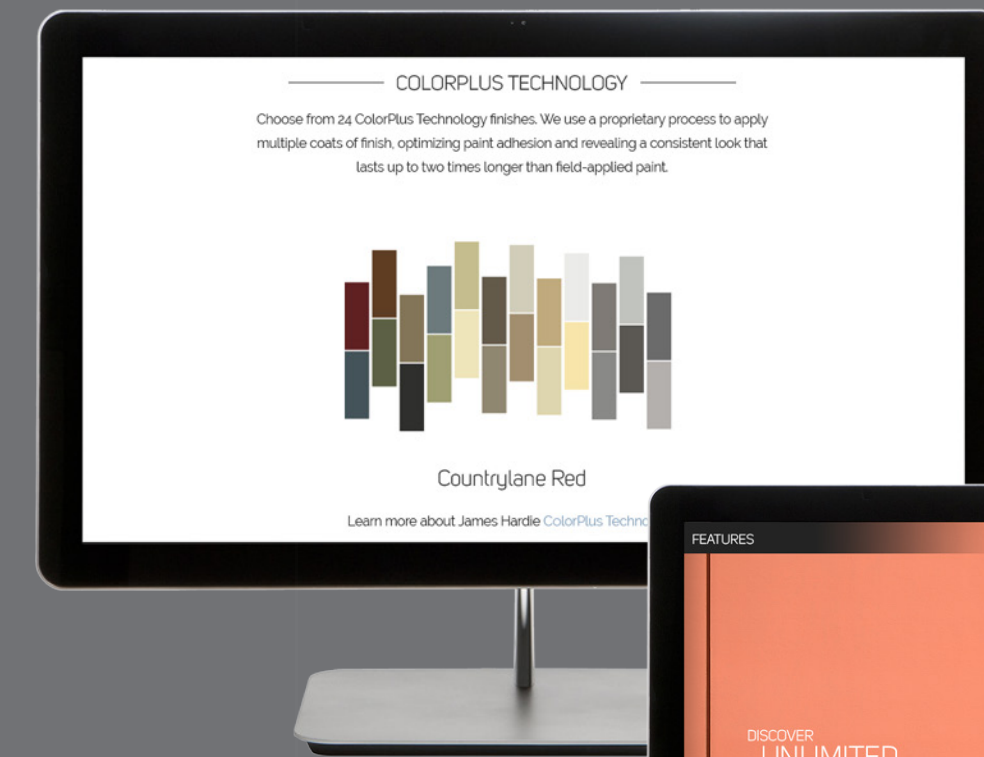 COLORPLUS TECHNOLOGY
Choose from 24 ColorPlus Technology finishes. We use a proprietary process to apply
multiple coats of finish, optimizing paint adhesion and revealing a consistent look that
lasts up to two times longer than field-applied paint.
Countrylane Red
Learn more about James Hardie ColorPlus Techno
FEATURES
DISCOVER
UNLIMITED